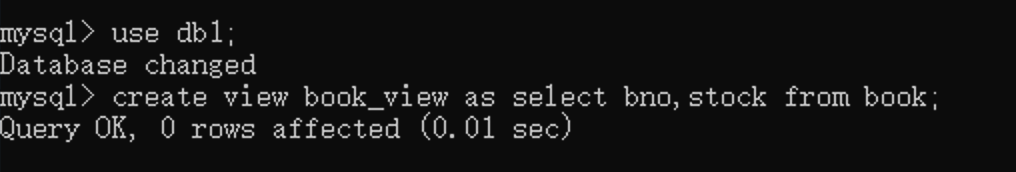 mysql> use db1;
Database changed
mysql> create view book_view as select bno,stock from book;
Query OK, 0 rows affected (0.01 sec)